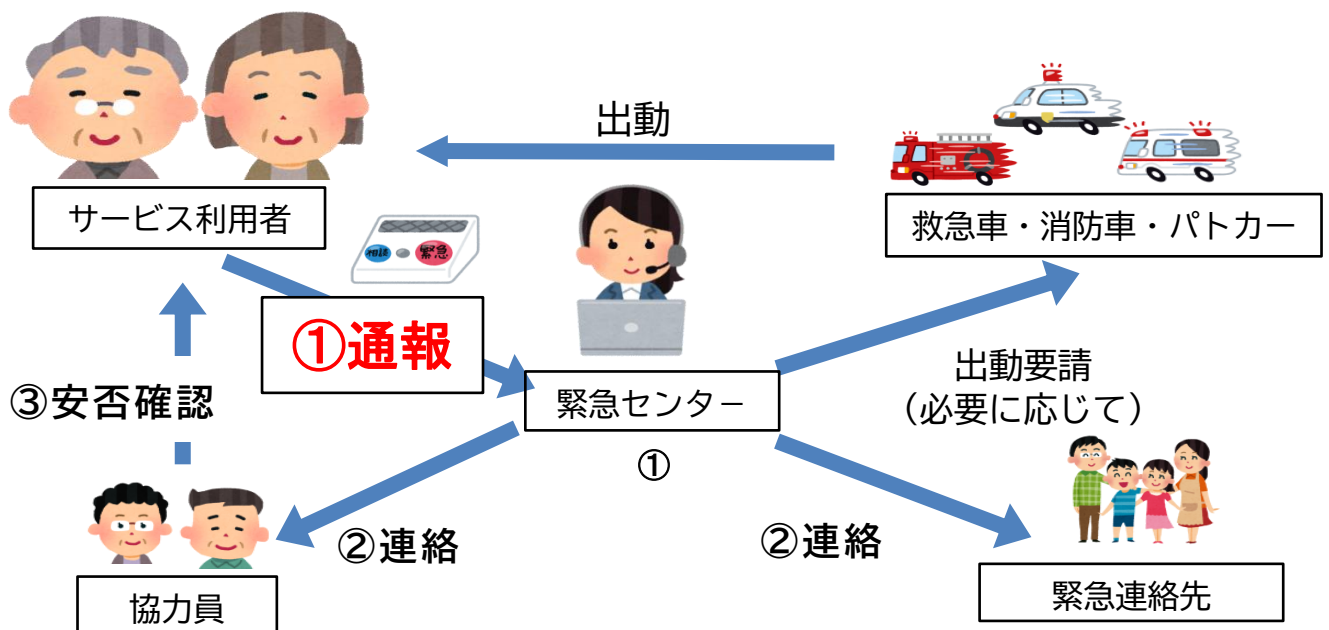 出動
サービス利用者
相談
緊急
救急車・消防車・パトカー
①通報
出動要請
(必要に応じて)
③安否確認
緊急センター
①
②連絡
②連絡
協力員
緊急連絡先